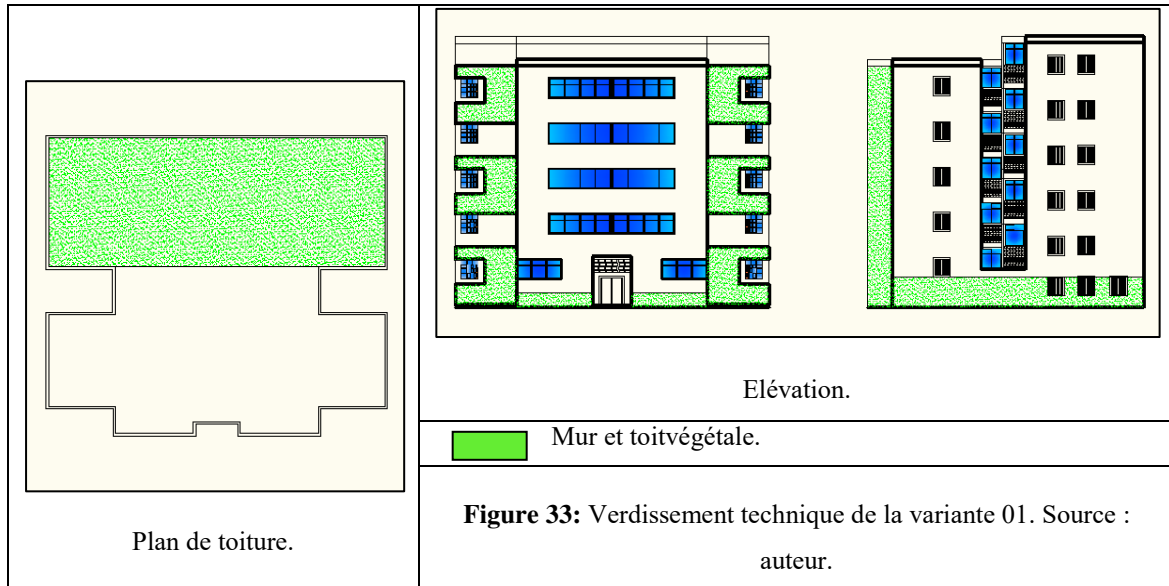 Plan de toiture.
Elévation.
Mur et toitvégétale.
Figure 33: Verdissement technique de la variante 01. Source :
auteur.